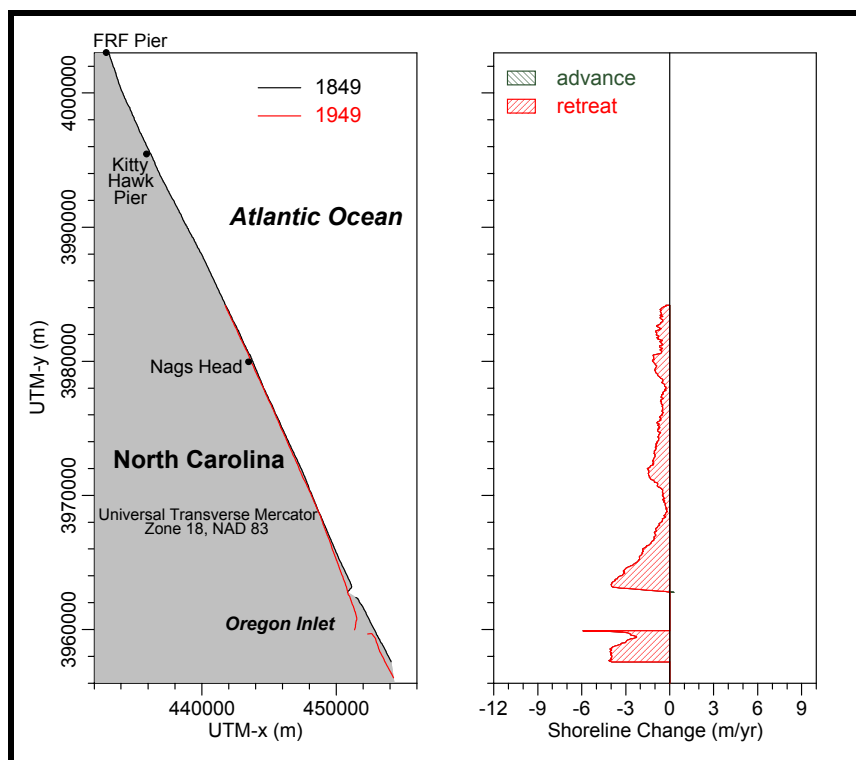 FRF Pier
1849
1949
Kitty
Hawk
Pier
Atlantic Ocean
Nags Head
North Carolina
Universal Transverse Mercator
Zone 18, NAD 83
Oregon Inlet
UTM-y (m)
4000000
3990000
3980000
3970000
3960000
440000 450000
UTM-x (m)
advance
retreat
-12 -9 -6 -3 0 3 6 9
Shoreline Change (m/yr)